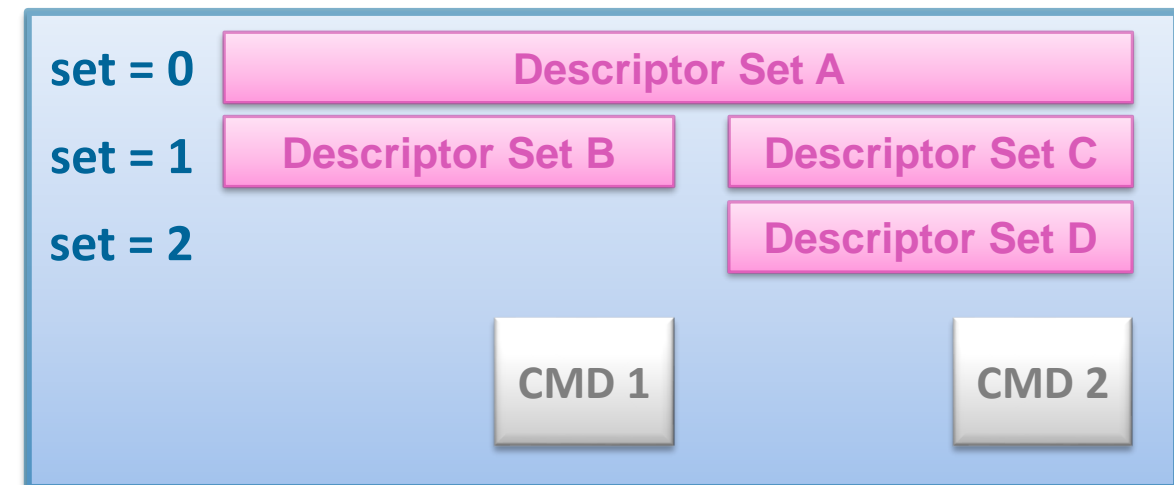 set = 0 Descriptor Set A
set = 1 Descriptor Set B Descriptor Set C
set = 2 Descriptor Set D
CMD 1 CMD 2